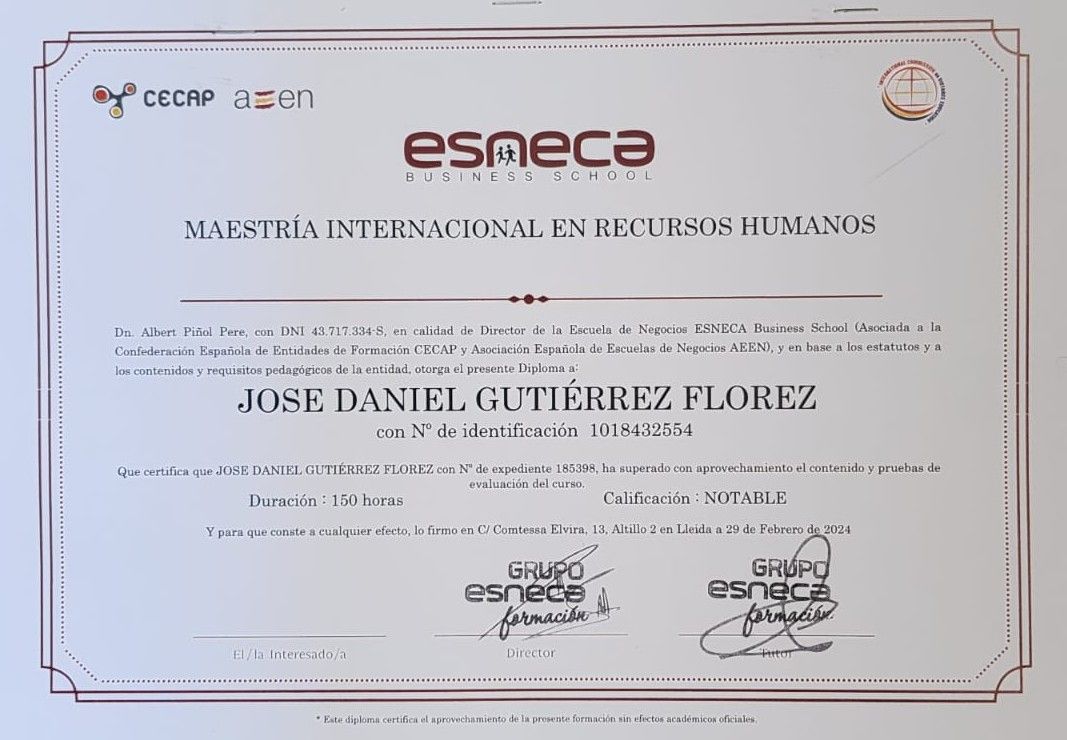 CECAP aeen
INTERNATIONAL COMMISSION on DISTANCE EDUCATION
esneca
BUSINESS SCHOOL
MAESTRÍA INTERNACIONAL EN RECURSOS HUMANOS
Dn. Albert Piñol Pere, con DNI 43.717.334-S, en calidad de Director de la Escuela de Negocios ESNECA Business School (Asociada a la
Confederación Española de Entidades de Formación CECAP y Asociación Española de Escuelas de Negocios AEEN), y en base a los estatutos y a
los contenidos y requisitos pedagógicos de la entidad, otorga el presente Diploma a:
JOSE DANIEL GUTIÉRREZ FLOREZ
con Nº de identificación 1018432554
Que certifica que JOSE DANIEL GUTIÉRREZ FLOREZ con Nº de expediente 185398, ha superado con aprovechamiento el contenido y pruebas de
evaluación del curso.
Duración : 150 horas Calificación : NOTABLE
Y para que conste a cualquier efecto, lo firmo en C/ Comtessa Elvira, 13, Altillo 2 en Lleida a 29 de Febrero de 2024
GRUPO GRUPO
esneca esneca
formación formación
El/la Interesado/a Director Tutor
* Este diploma certifica el aprovechamiento de la presente formación sin efectos académicos oficiales.